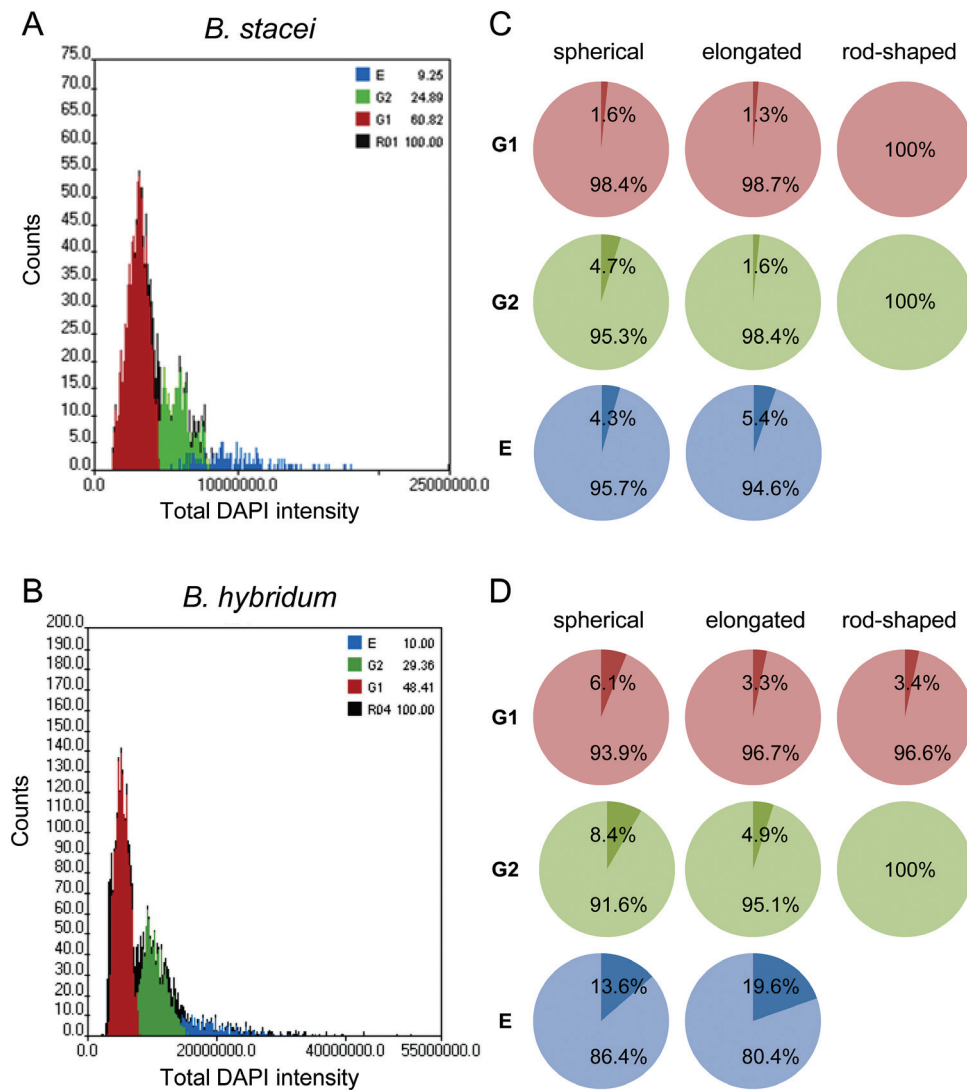 A
B. stacei
75.0
70.0
65.0
60.0
55.0
50.0
45.0
40.0
35.0
30.0
25.0
20.0
15.0
10.0
5.0
0.0
Counts
E 9.25
G2 24.89
G1 60.82
R01 100.00
0.0 10000000.0 25000000.0
Total DAPI intensity
C
spherical elongated rod-shaped
G1
1.6% 1.3%
100%
98.4% 98.7%
G2
4.7% 1.6%
100%
95.3% 98.4%
E
4.3% 5.4%
95.7% 94.6%
B
B. hybridum
200.0
190.0
180.0
170.0
160.0
150.0
140.0
130.0
120.0
110.0
100.0
90.0
80.0
70.0
60.0
50.0
40.0
30.0
20.0
10.0
0.0
Counts
E 10.00
G2 29.36
G1 48.41
R04 100.00
0.0 20000000.0 40000000.0 55000000.0
Total DAPI intensity
D
spherical elongated rod-shaped
G1
6.1% 3.3% 3.4%
93.9% 96.7% 96.6%
G2
8.4% 4.9%
100%
91.6% 95.1%
E
13.6% 19.6%
86.4% 80.4%